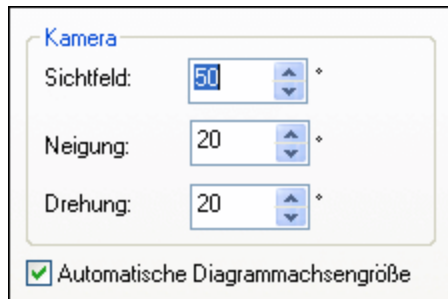 Kamera
Sichtfeld: 50 °
Neigung: 20 °
Drehung: 20 °
Automatische Diagrammachsengröße